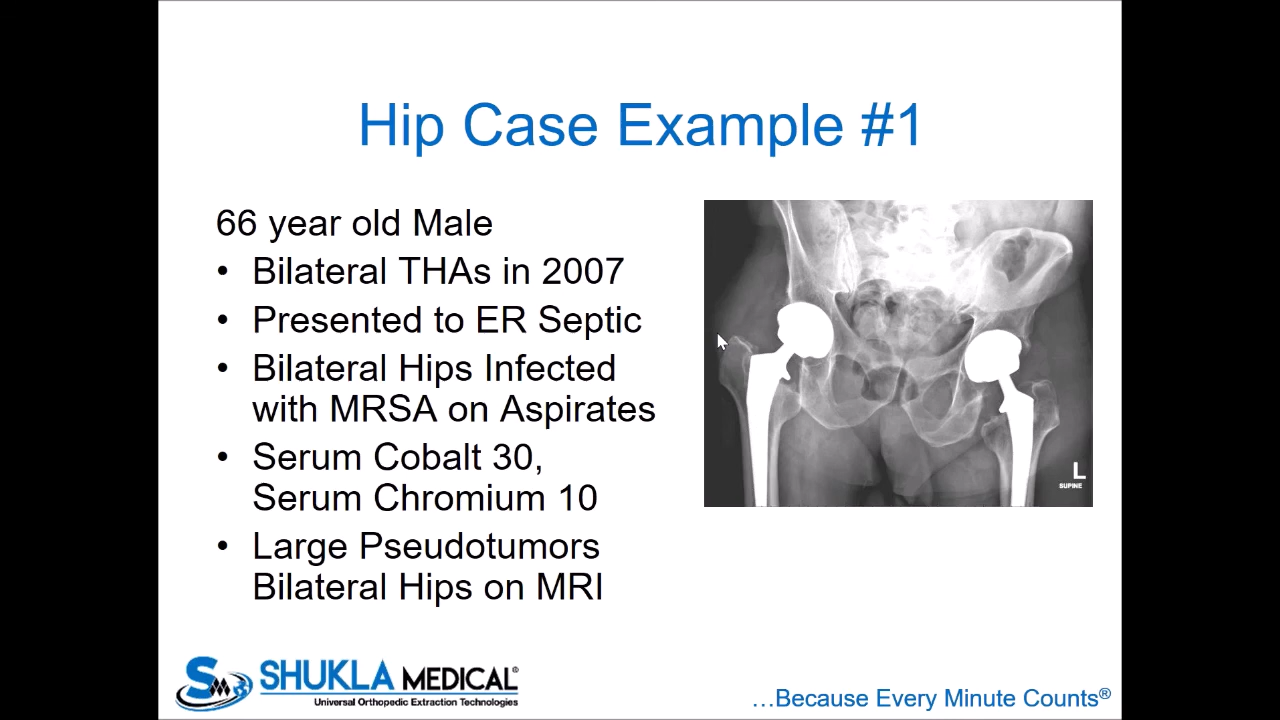 Hip Case Example #1
66 year old Male
• Bilateral THAs in 2007
• Presented to ER Septic
• Bilateral Hips Infected
with MRSA on Aspirates
• Serum Cobalt 30,
Serum Chromium 10
• Large Pseudotumors
Bilateral Hips on MRI
L
SUPINE
SM
SHUKLA MEDICAL®
Universal Orthopedic Extraction Technologies
...Because Every Minute Counts®